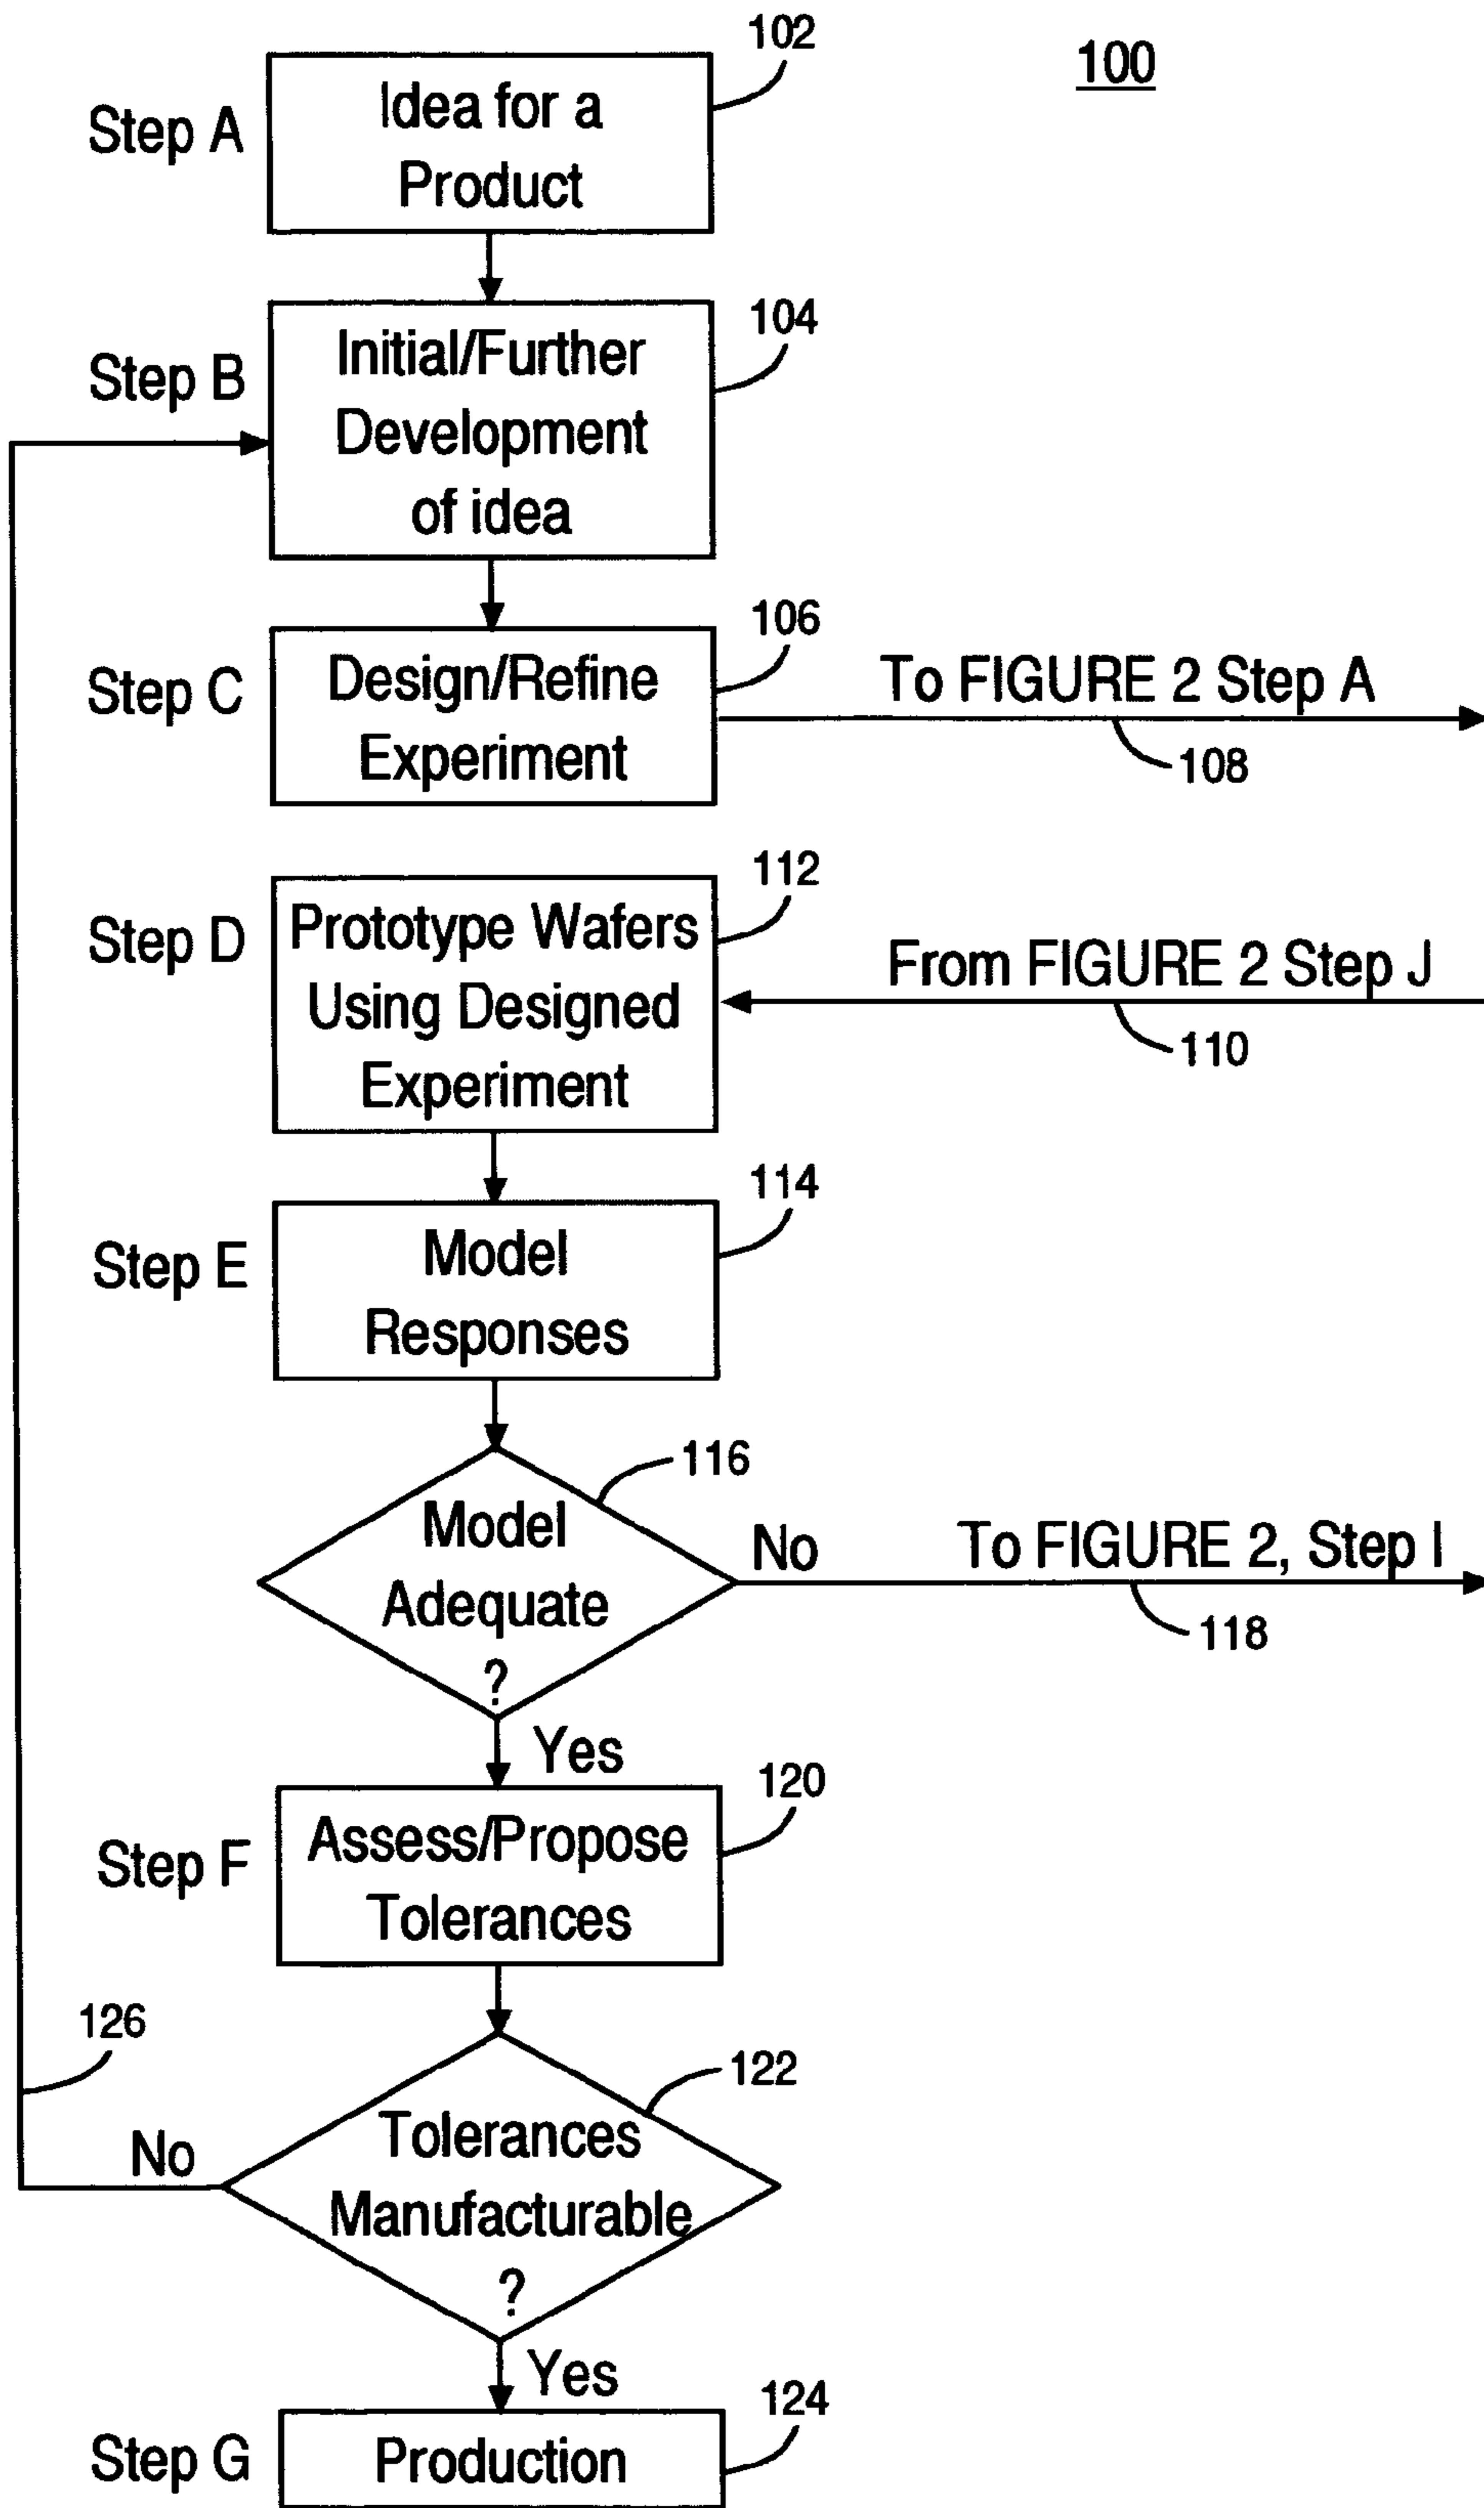 100
102
Step A
Idea for a
Product
104
Step B
Initial/Further
Development
of idea
106
Step C
Design/Refine
Experiment
To FIGURE 2 Step A
108
112
Step D
Prototype Wafers
Using Designed
Experiment
From FIGURE 2 Step J
110
114
Step E
Model
Responses
116
Model
Adequate
?
No
To FIGURE 2, Step I
118
Yes
120
Step F
Assess/Propose
Tolerances
126
122
No
Tolerances
Manufacturable
?
Yes
124
Step G
Production